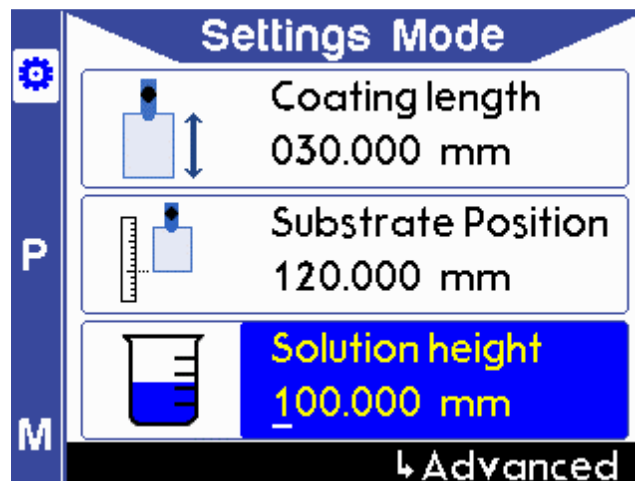 Settings Mode
Coating length
030.000 mm
Substrate Position
P
120.000 mm
Solution height
100.000 mm
M
↳ Advanced